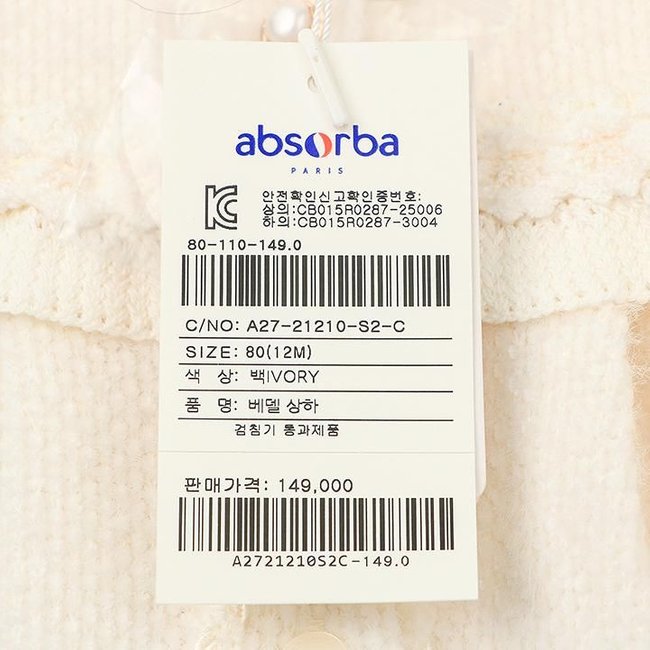 absorba
PARIS
안전확인신고확인증번호:
상의:CB015R0287-25006
하의:CB015R0287-3004
80-110-149.0
C/NO: A27-21210-S2-C
SIZE: 80(12M)
색 상: 백IVORY
품 명: 베델 상하
검침기 통과제품
판매가격: 149,000
A2721210S2C-149.0